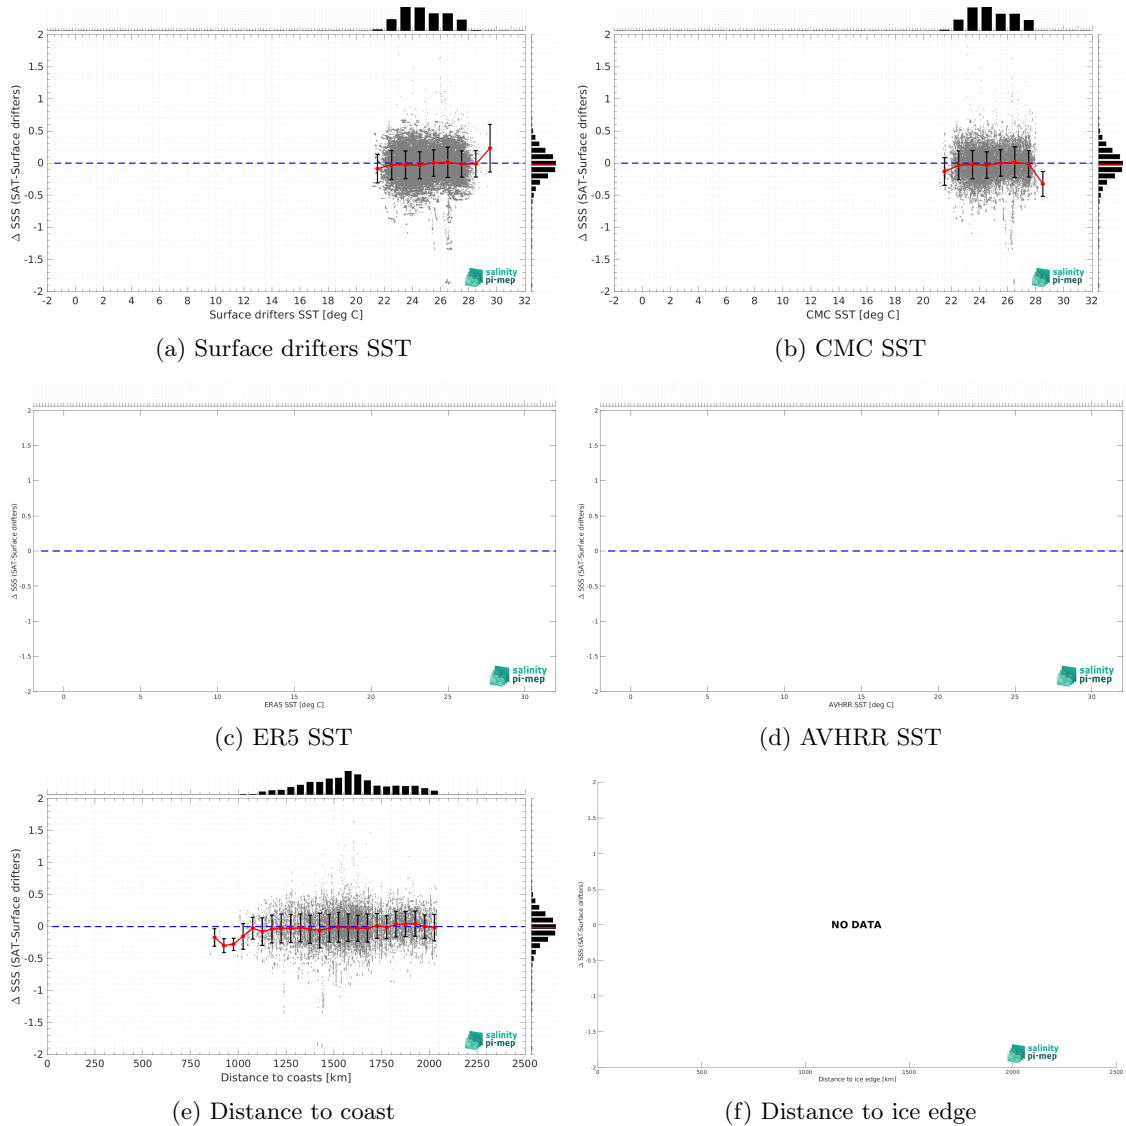 2
1.5
1
0.5
0
-0.5
-1
-1.5
-2
Δ SSS (SAT-Surface drifters)
-2 0 2 4 6 8 10 12 14 16 18 20 22 24 26 28 30 32
Surface drifters SST [deg C]
salinity
pi-mep
(a) Surface drifters SST
2
1.5
1
0.5
0
-0.5
-1
-1.5
-2
Δ SSS (SAT-Surface drifters)
-2 0 2 4 6 8 10 12 14 16 18 20 22 24 26 28 30 32
CMC SST [deg C]
salinity
pi-mep
(b) CMC SST
2
1.5
1
0.5
0
-0.5
-1
-1.5
-2
Δ SSS (SAT-Surface drifters)
0 5 10 15 20 25 30
ERA5 SST [deg C]
salinity
pi-mep
(c) ER5 SST
2
1.5
1
0.5
0
-0.5
-1
-1.5
-2
Δ SSS (SAT-Surface drifters)
0 5 10 15 20 25 30
AVHRR SST [deg C]
salinity
pi-mep
(d) AVHRR SST
2
1.5
1
0.5
0
-0.5
-1
-1.5
-2
Δ SSS (SAT-Surface drifters)
0 250 500 750 1000 1250 1500 1750 2000 2250 2500
Distance to coasts [km]
salinity
pi-mep
(e) Distance to coast
2
1.5
1
0.5
0
-0.5
-1
-1.5
-2
Δ SSS (SAT-Surface drifters)
NO DATA
0 500 1000 1500 2000 2500
Distance to ice edge [km]
salinity
pi-mep
(f) Distance to ice edge